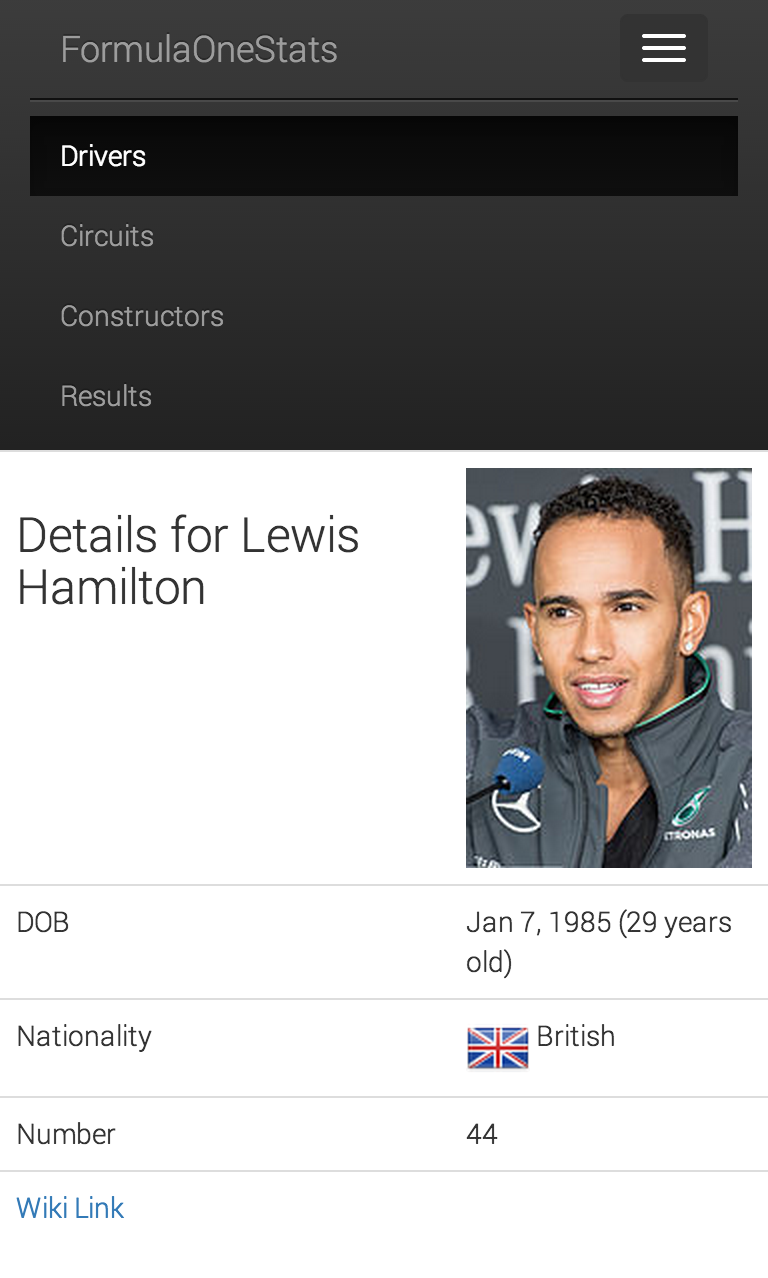 FormulaOneStats
Drivers
Circuits
Constructors
Results
Details for Lewis
Hamilton
DOB
Jan 7, 1985 (29 years
old)
Nationality
British
Number
44
Wiki Link